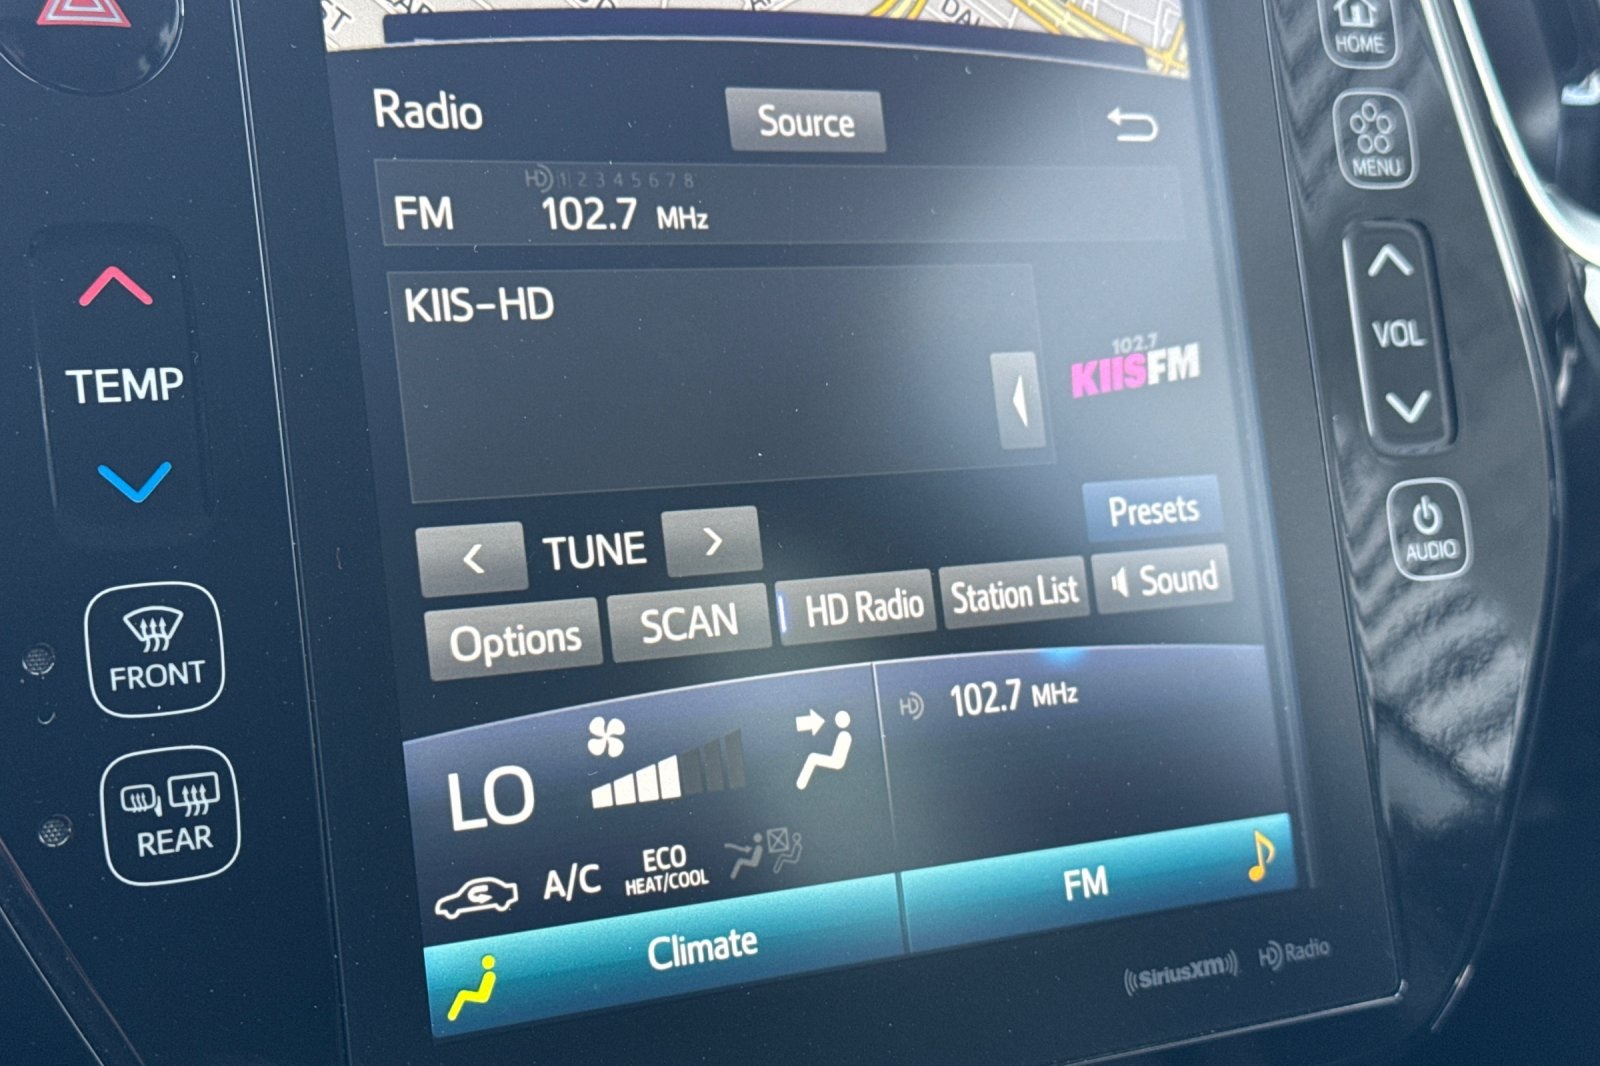 HOME
MENU
Radio
Source
HD 1 2 3 4 5 6 7 8
FM 102.7 MHz
KIIS-HD
102.7
KIISFM
TEMP
VOL
AUDIO
Presets
< TUNE >
Options SCAN HD Radio Station List Sound
FRONT
HD 102.7 MHz
LO
A/C ECO
HEAT/COOL
REAR
Climate
FM
((SiriusXM)) HD Radio